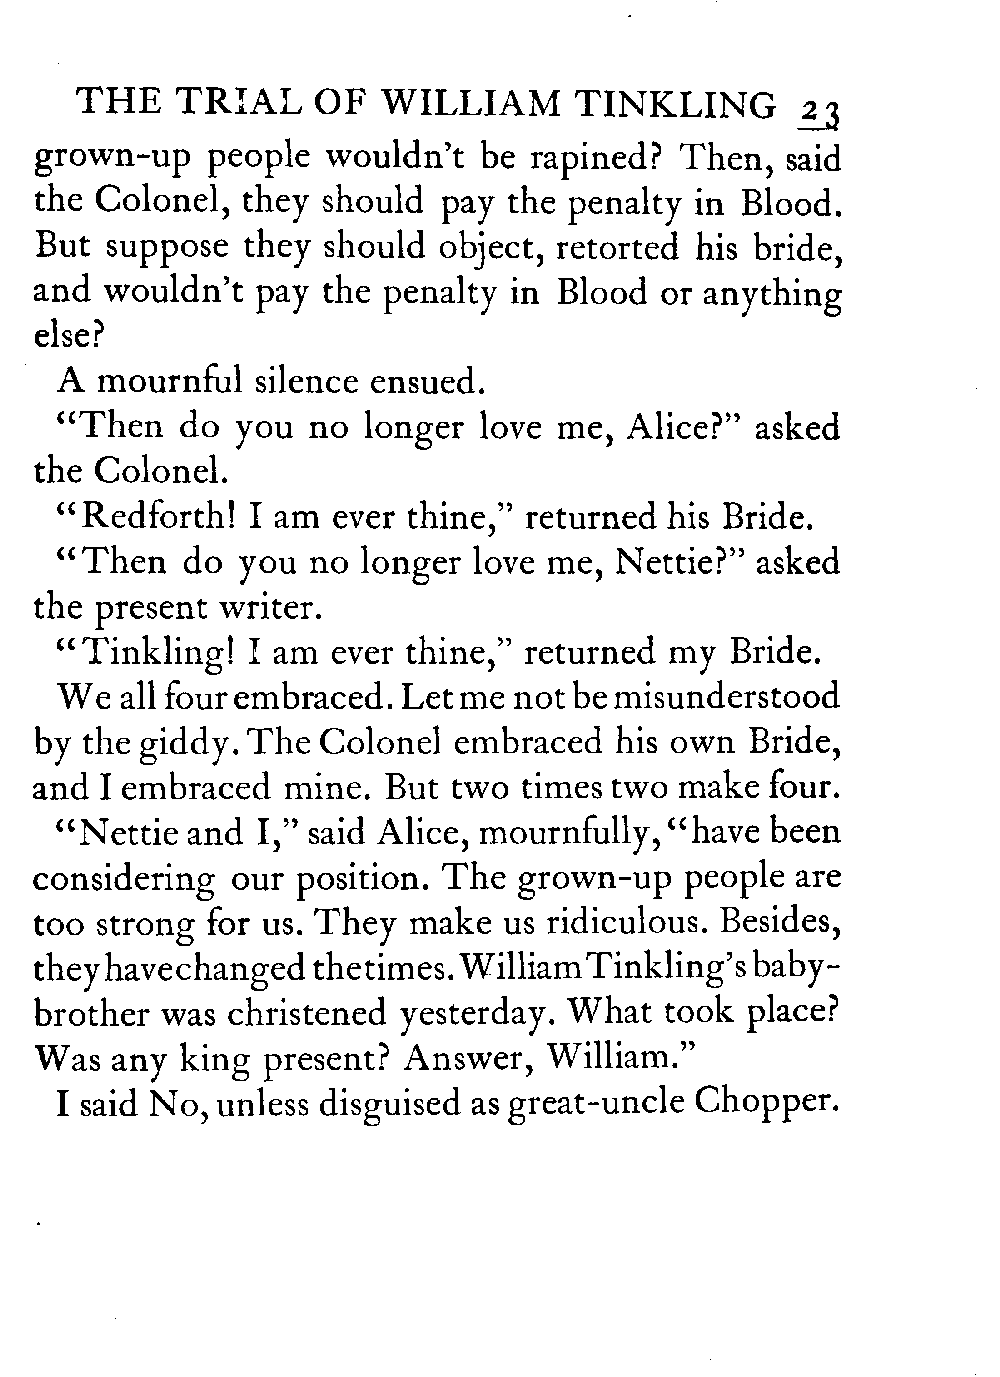 THE TRIAL OF WILLIAM TINKLING 23
grown-up people wouldn't be rapined? Then, said
the Colonel, they should pay the penalty in Blood.
But suppose they should object, retorted his bride,
and wouldn't pay the penalty in Blood or anything
else?
A mournful silence ensued.
“Then do you no longer love me, Alice?” asked
the Colonel.
“Redforth! I am ever thine,” returned his Bride.
“Then do you no longer love me, Nettie?” asked
the present writer.
“Tinkling! I am ever thine,” returned my Bride.
We all four embraced. Let me not be misunderstood
by the giddy. The Colonel embraced his own Bride,
and I embraced mine. But two times two make four.
“Nettie and I,” said Alice, mournfully, “have been
considering our position. The grown-up people are
too strong for us. They make us ridiculous. Besides,
they have changed the times. William Tinkling's baby-
brother was christened yesterday. What took place?
Was any king present? Answer, William.”
I said No, unless disguised as great-uncle Chopper.